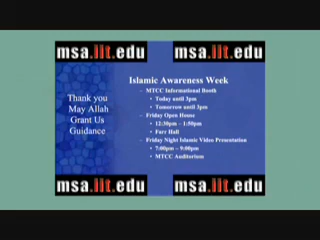 msa.iit.edu msa.iit.edu
Islamic Awareness Week
Thank you
May Allah
Grant Us
Guidance
– MTCC Informational Booth
• Today until 3pm
• Tomorrow until 3pm
– Friday Open House
• 12:30pm – 1:50pm
• Farr Hall
– Friday Night Islamic Video Presentation
• 7:00pm – 9:00pm
• MTCC Auditorium
msa.iit.edu msa.iit.edu